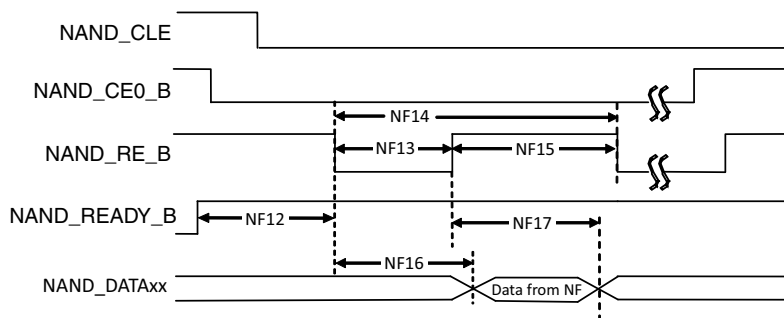 NAND_CLE
NAND_CE0_B
NF14
NAND_RE_B
NF13
NF15
NAND_READY_B
NF12
NF17
NF16
NAND_DATAxx
Data from NF